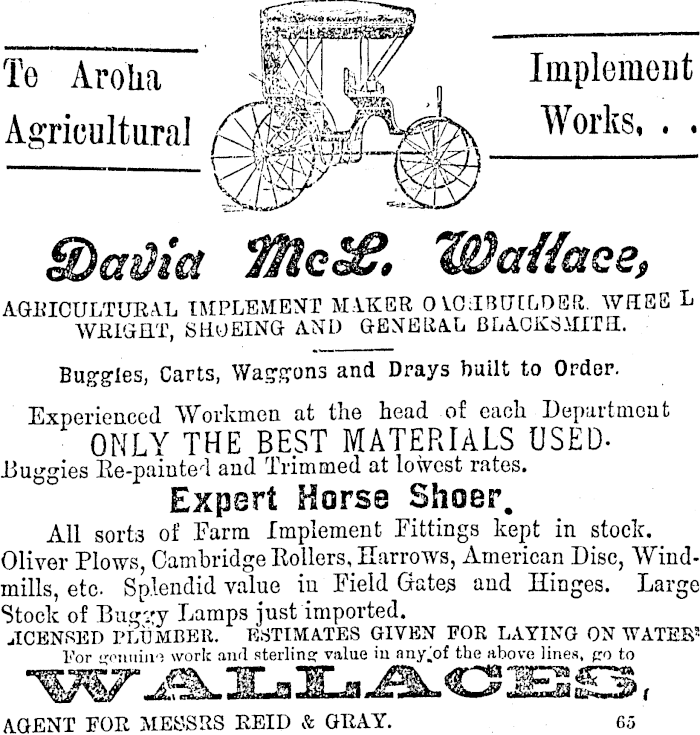 Te Aroha
Agricultural
Implement
Works. . .
David McL. Wallace,
AGRICULTURAL IMPLEMENT MAKER COACHBUILDER. WHEEL
WRIGHT, SHOEING AND GENERAL BLACKSMITH.
Buggies, Carts, Waggons and Drays built to Order.
Experienced Workmen at the head of each Department
ONLY THE BEST MATERIALS USED.
Buggies Re-painted and Trimmed at lowest rates.
Expert Horse Shoer.
All sorts of Farm Implement Fittings kept in stock.
Oliver Plows, Cambridge Rollers, Harrows, American Disc, Wind-
mills, etc. Splendid value in Field Gates and Hinges. Large
Stock of Buggy Lamps just imported.
LICENSED PLUMBER. ESTIMATES GIVEN FOR LAYING ON WATER
For genuine work and sterling value in any of the above lines, go to
WALLACES,
AGENT FOR MESSRS REID & GRAY. 65